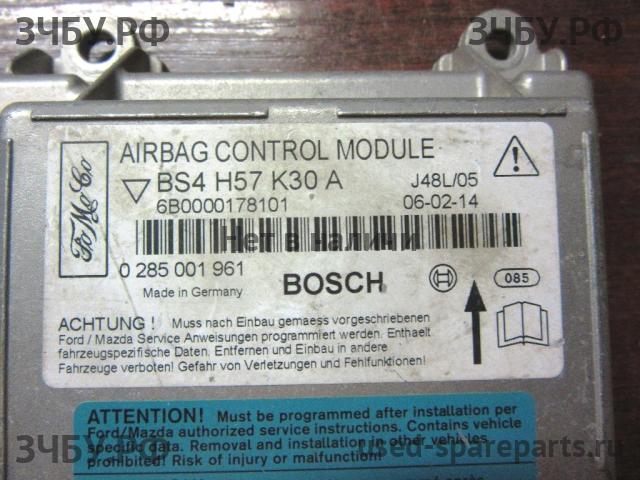 ЗЧБУ.РФ
ЗЧБУ.РФ
FoMoCo
AIRBAG CONTROL MODULE
BS4 H57 K30 A
J48L/05
6B0000178101
06-02-14
Нет в наличии
0 285 001 961
BOSCH
085
Made in Germany
ACHTUNG ! Muss nach Einbau gemaess vorgeschriebenen
Ford / Mazda Service Anweisungen programmiert werden. Enthaelt
fahrzeugspezifische Daten. Entfernen und Einbau in andere
Fahrzeuge verboten! Gefahr von Verletzungen und Fehlfunktionen!
ATTENTION! Must be programmed after installation per
Ford/Mazda authorized service instructions. Contains vehicle
specific data. Removal and installation in other vehicles
prohibited! Risk of injury or malfunction!
ЗЧБУ.РФ
used-spareparts.ru